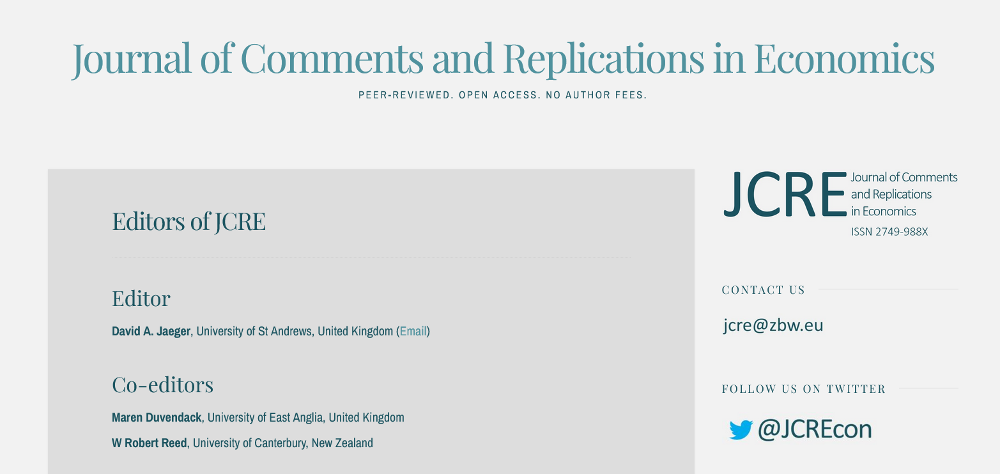 Journal of Comments and Replications in Economics
PEER-REVIEWED. OPEN ACCESS. NO AUTHOR FEES.
Editors of JCRE
Editor
David A. Jaeger, University of St Andrews, United Kingdom (Email)
Co-editors
Maren Duvendack, University of East Anglia, United Kingdom
W Robert Reed, University of Canterbury, New Zealand
JCRE
Journal of Comments
and Replications
in Economics
ISSN 2749-988X
CONTACT US
jcre@zbw.eu
FOLLOW US ON TWITTER
@JCREcon